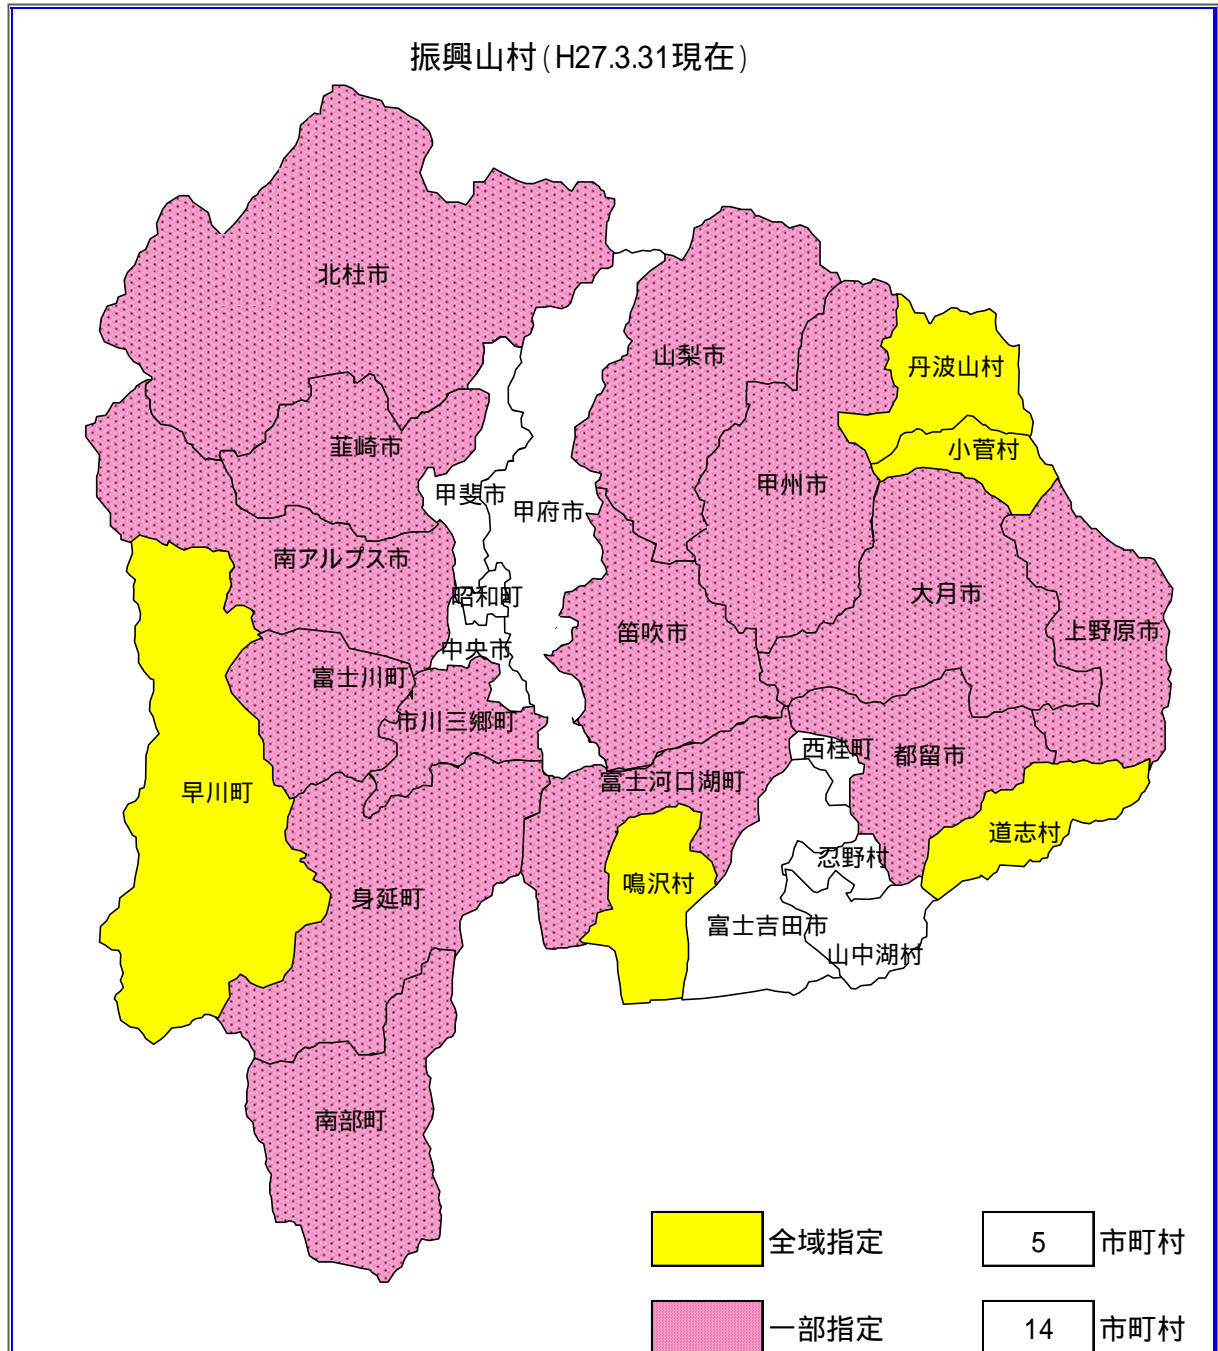 振興山村(H27.3.31現在)
北杜市
山梨市
丹波山村
韮崎市
小菅村
甲斐市
甲州市
甲府市
南アルプス市
昭和町
大月市
笛吹市
上野原市
中央市
富士川町
市川三郷町
西桂町
都留市
富士河口湖町
早川町
道志村
忍野村
鳴沢村
身延町
富士吉田市
山中湖村
南部町
全域指定 5 市町村
一部指定 14 市町村